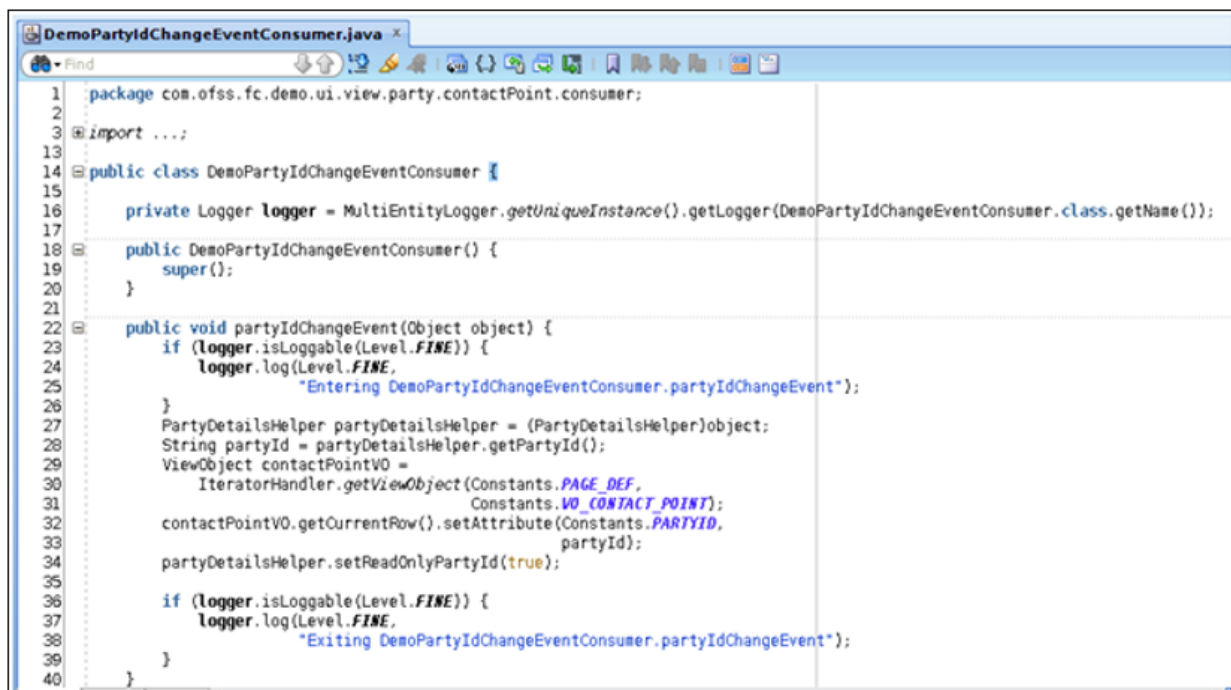 DemoPartyIdChangeEventConsumer.java ×
Find
1 package com.ofss.fc.demo.ui.view.party.contactPoint.consumer;
2
3 import ...;
13
14 public class DemoPartyIdChangeEventConsumer {
15
16 private Logger logger = MultiEntityLogger.getUniqueInstance().getLogger(DemoPartyIdChangeEventConsumer.class.getName());
17
18 public DemoPartyIdChangeEventConsumer() {
19 super();
20 }
21
22 public void partyIdChangeEvent(Object object) {
23 if (logger.isLoggable(Level.FINE)) {
24 logger.log(Level.FINE,
25 "Entering DemoPartyIdChangeEventConsumer.partyIdChangeEvent");
26 }
27 PartyDetailsHelper partyDetailsHelper = (PartyDetailsHelper)object;
28 String partyId = partyDetailsHelper.getPartyId();
29 ViewObject contactPointVO =
30 IteratorHandler.getViewObject(Constants.PAGE_DEF,
31 Constants.VO_CONTACT_POINT);
32 contactPointVO.getCurrentRow().setAttribute(Constants.PARTYID,
33 partyId);
34 partyDetailsHelper.setReadOnlyPartyId(true);
35
36 if (logger.isLoggable(Level.FINE)) {
37 logger.log(Level.FINE,
38 "Exiting DemoPartyIdChangeEventConsumer.partyIdChangeEvent");
39 }
40 }